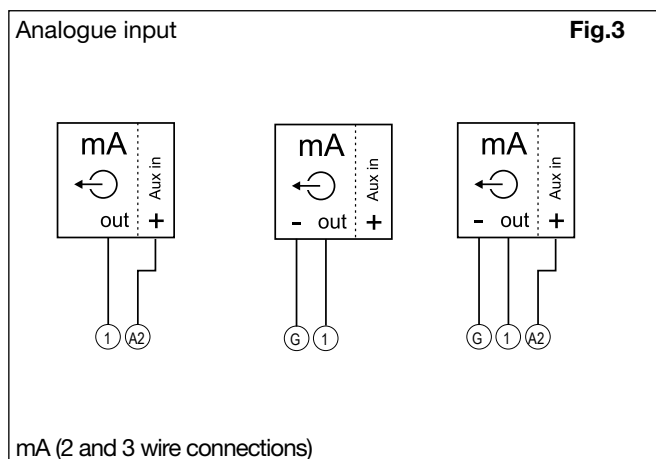 Analogue input Fig.3
mA mA mA
Aux in Aux in Aux in
out + - out + - out +
1 A2 G 1 G 1 A2
mA (2 and 3 wire connections)